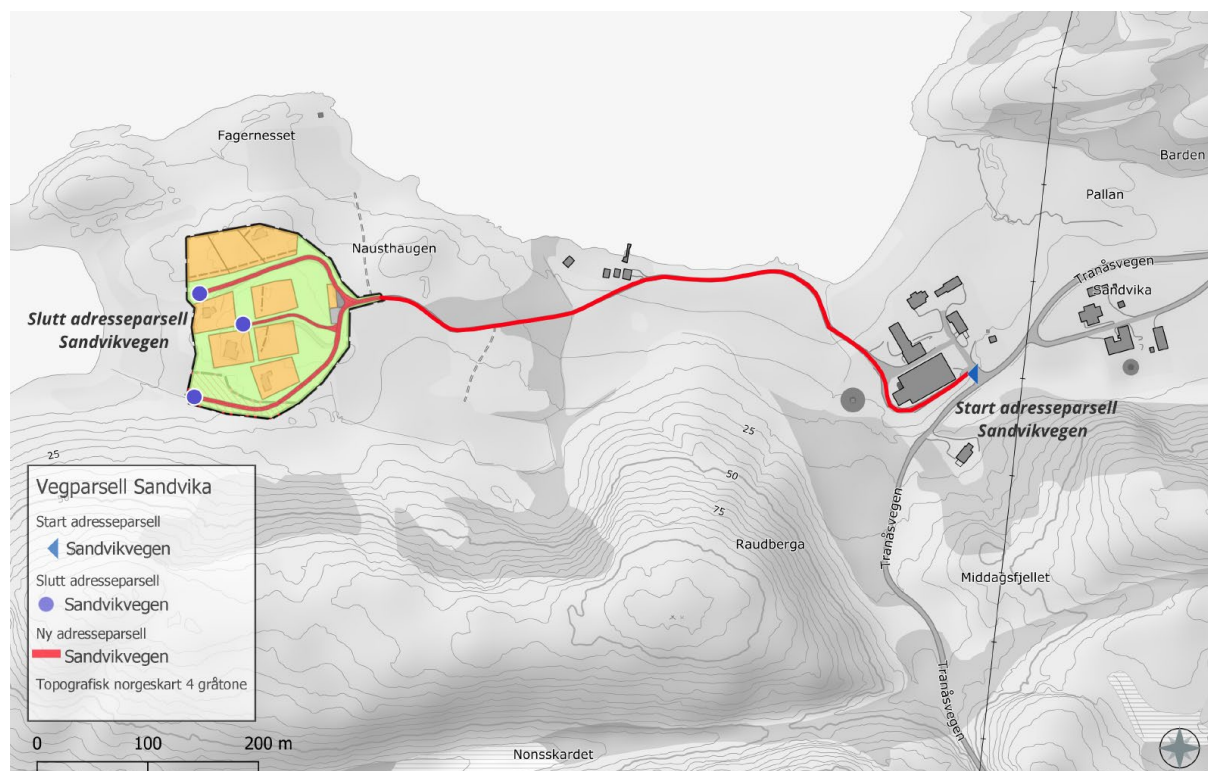 Fagernesset
Barden
Pallan
Nausthaugen
Tranåsvegen
Sandvika
Slutt adresseparsell
Sandvikvegen
Start adresseparsell
Sandvikvegen
25
25
50
75
Raudberga
Tranåsvegen
Middagsfjellet
Tranåsvegen
Nonsskardet
Vegparsell Sandvika
Start adresseparsell
Sandvikvegen
Slutt adresseparsell
Sandvikvegen
Ny adresseparsell
Sandvikvegen
Topografisk norgeskart 4 gråtone
0 100 200 m